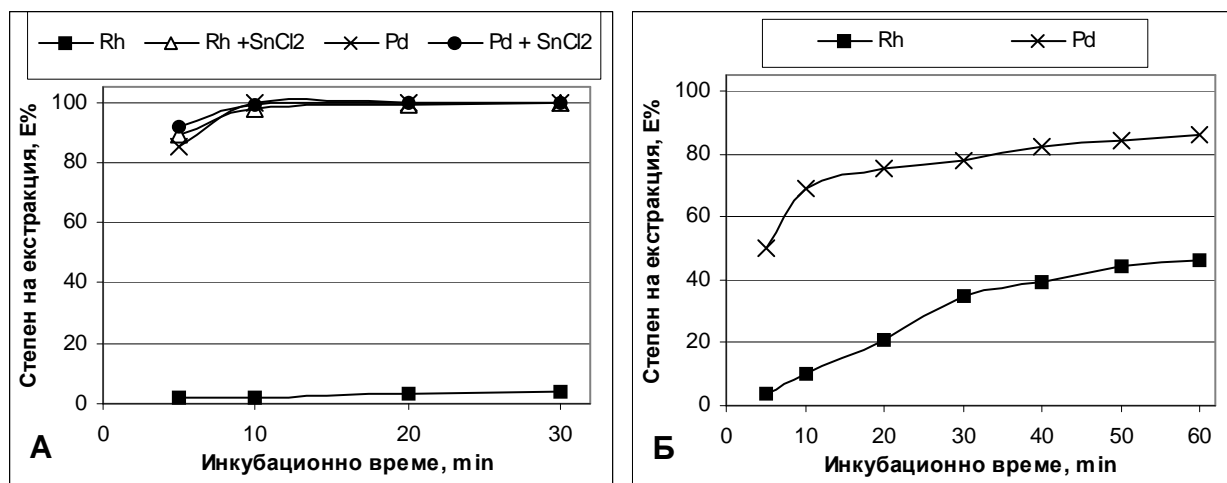 Rh Rh +SnCl2 Pd Pd + SnCl2
Степен на екстракция, E%
100
80
60
40
20
0
0 10 20 30
Инкубационно време, min
А
Rh Pd
Степен на екстракция, E%
100
80
60
40
20
0
0 10 20 30 40 50 60
Инкубационно време, min
Б